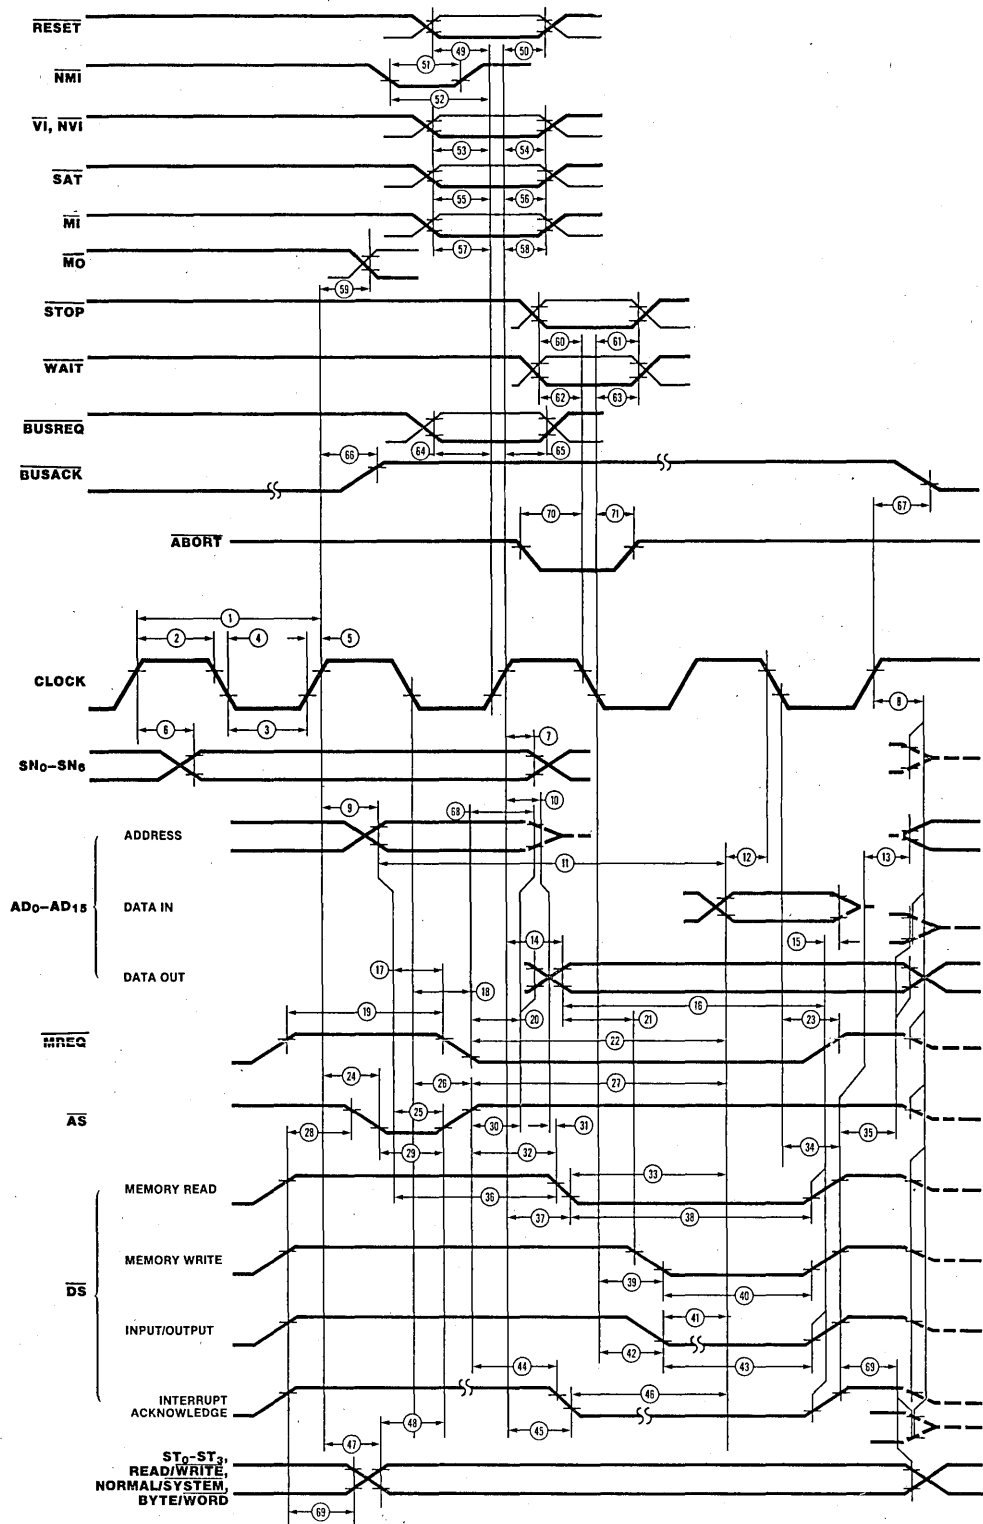 RESET
49
50
NMI
51
52
VI, NVI
53
54
SAT
55
56
MI
57
58
MO
59
STOP
60
61
WAIT
62
63
BUSREQ
64
65
BUSACK
66
67
ABORT
70
71
1
2
4
5
CLOCK
3
8
6
7
SN0–SN6
9
68
10
ADDRESS
11
12
13
AD0–AD15
DATA IN
14
15
DATA OUT
17
18
16
19
20
21
23
MREQ
22
24
26
27
AS
25
28
30
31
29
32
34
35
33
MEMORY READ
36
37
38
MEMORY WRITE
39
40
DS
41
INPUT/OUTPUT
42
43
44
46
69
INTERRUPT
ACKNOWLEDGE
48
45
47
ST0–ST3,
READ/WRITE,
NORMAL/SYSTEM,
BYTE/WORD
69